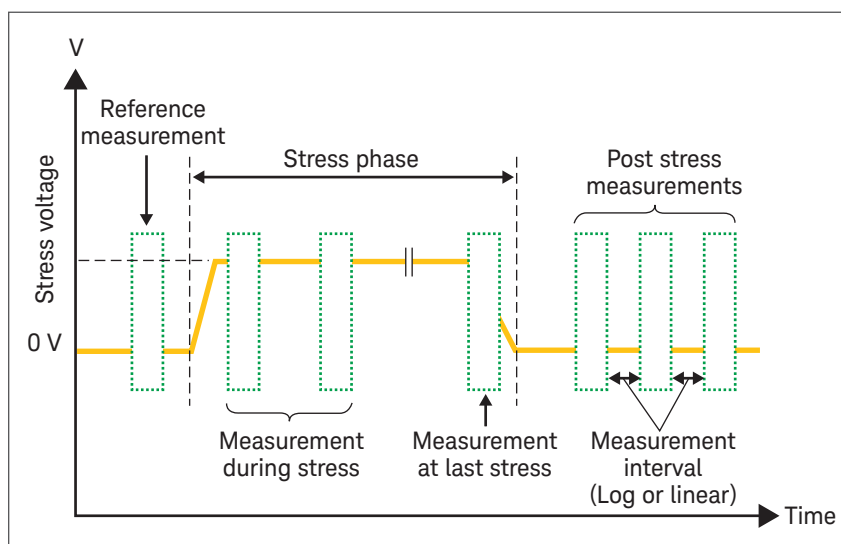 V
Reference
measurement
Stress phase
Post stress
measurements
Stress voltage
0 V
Measurement
during stress
Measurement
at last stress
Measurement
interval
(Log or linear)
Time